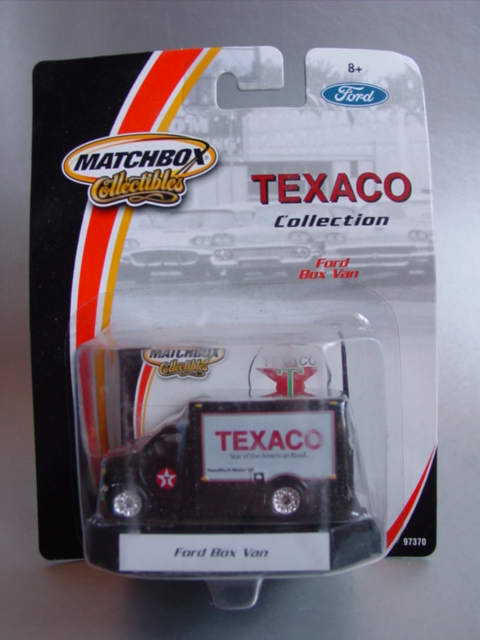 8+
Ford
MATCHBOX
Collectibles
TEXACO
Collection
Ford
Box Van
MATCHBOX
Collectibles
TEXACO
T
TEXACO
Star of the American Road...
T
Ford Box Van
97370